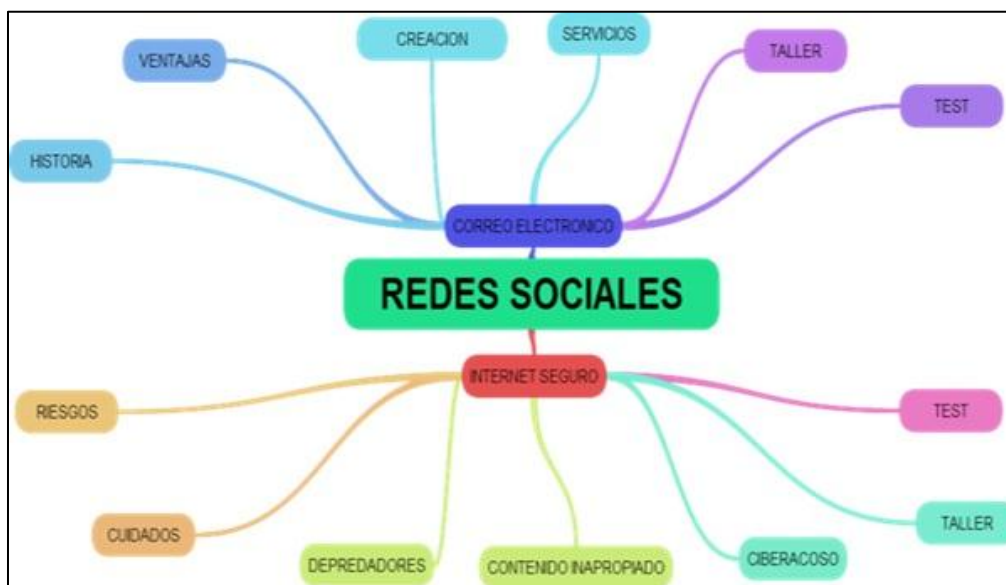 CREACION
SERVICIOS
TALLER
VENTAJAS
TEST
HISTORIA
CORREO ELECTRONICO
REDES SOCIALES
INTERNET SEGURO
RIESGOS
TEST
CUIDADOS
TALLER
DEPREDADORES
CONTENIDO INAPROPIADO
CIBERACOSO